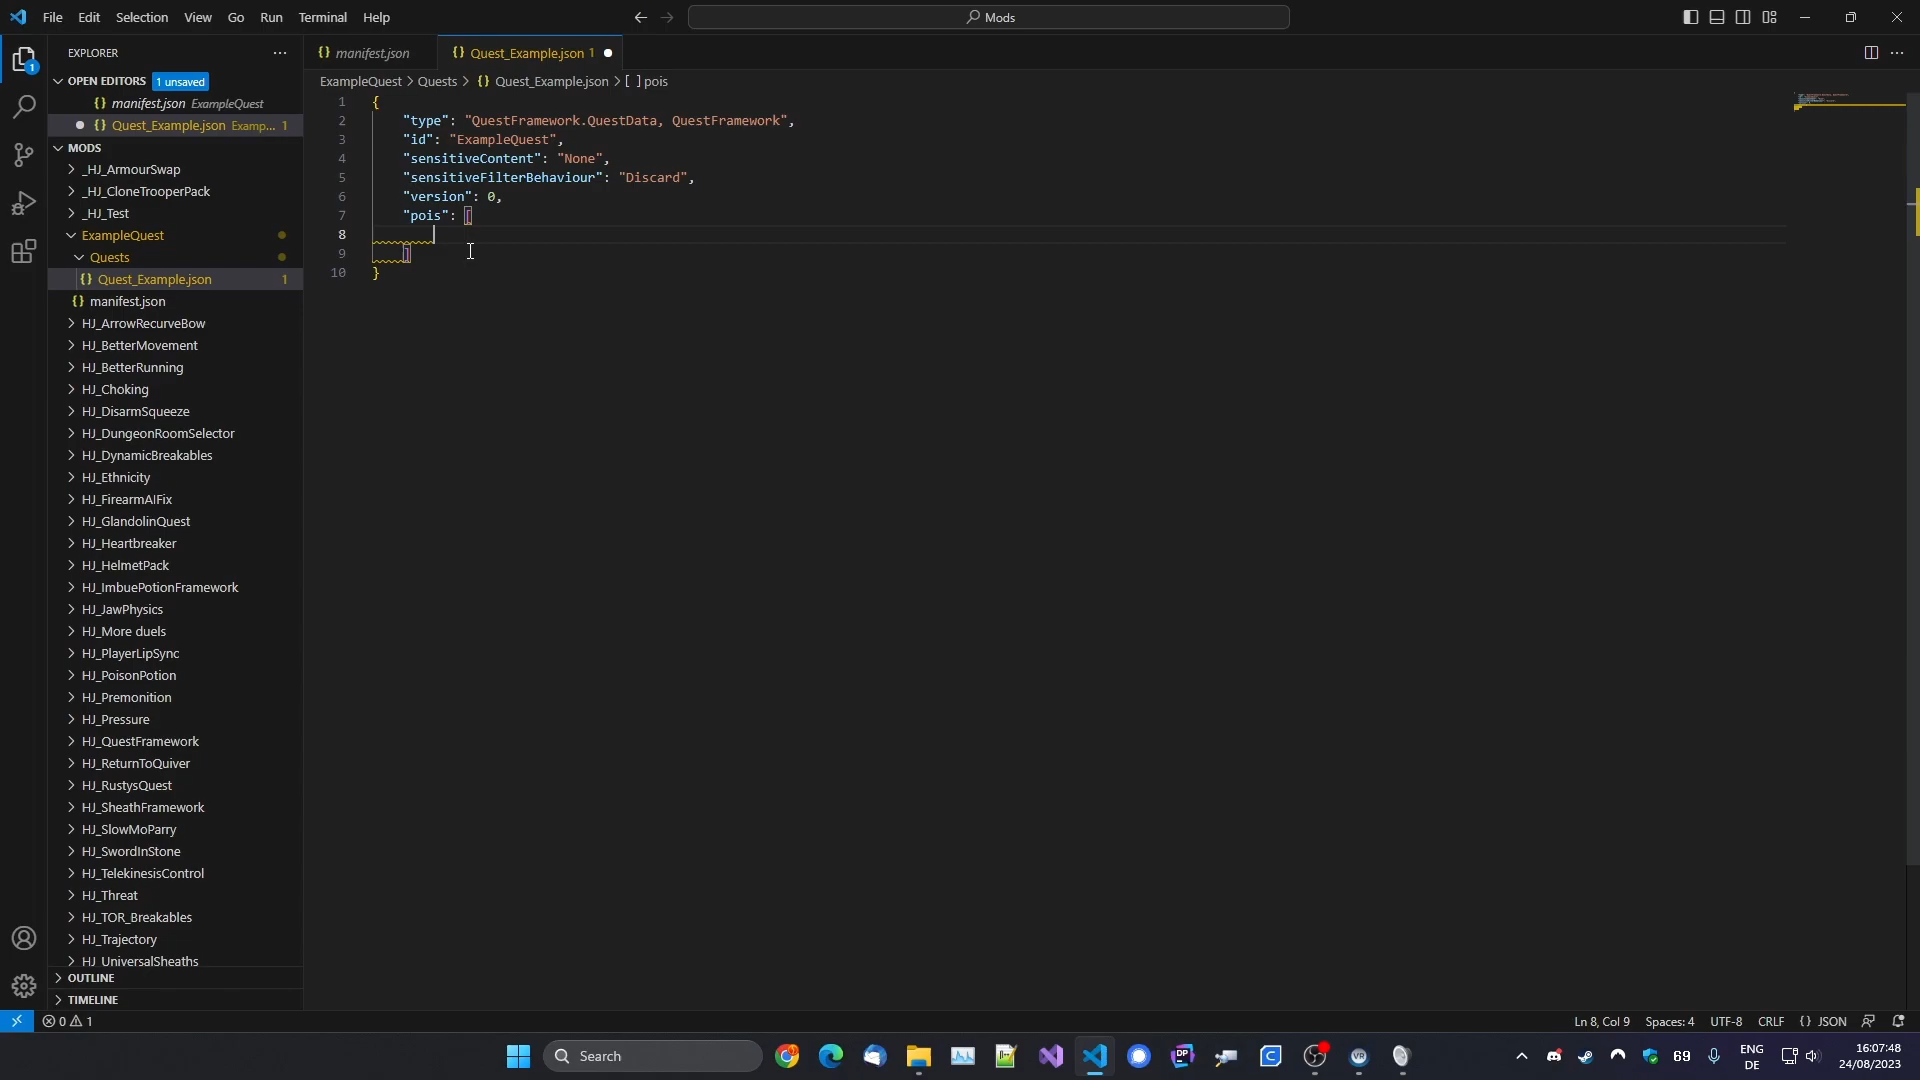 File Edit Selection View Go Run Terminal Help
Mods
EXPLORER
OPEN EDITORS 1 unsaved
manifest.json ExampleQuest
Quest_Example.json Examp... 1
MODS
_HJ_ArmourSwap
_HJ_CloneTrooperPack
_HJ_Test
ExampleQuest
Quests
Quest_Example.json 1
manifest.json
HJ_ArrowRecurveBow
HJ_BetterMovement
HJ_BetterRunning
HJ_Choking
HJ_DisarmSqueeze
HJ_DungeonRoomSelector
HJ_DynamicBreakables
HJ_Ethnicity
HJ_FirearmAIFix
HJ_GlandolinQuest
HJ_Heartbreaker
HJ_HelmetPack
HJ_ImbuePotionFramework
HJ_JawPhysics
HJ_More duels
HJ_PlayerLipSync
HJ_PoisonPotion
HJ_Premonition
HJ_Pressure
HJ_QuestFramework
HJ_ReturnToQuiver
HJ_RustysQuest
HJ_SheathFramework
HJ_SlowMoParry
HJ_SwordInStone
HJ_TelekinesisControl
HJ_Threat
HJ_TOR_Breakables
HJ_Trajectory
HJ_UniversalSheaths
OUTLINE
TIMELINE
manifest.json
Quest_Example.json 1
ExampleQuest > Quests > {} Quest_Example.json > [ ] pois
1 {
2 "type": "QuestFramework.QuestData, QuestFramework",
3 "id": "ExampleQuest",
4 "sensitiveContent": "None",
5 "sensitiveFilterBehaviour": "Discard",
6 "version": 0,
7 "pois": [
8
9 ]
10 }
0 1
Ln 8, Col 9 Spaces: 4 UTF-8 CRLF {} JSON
Search
69
ENG
DE
16:07:48
24/08/2023